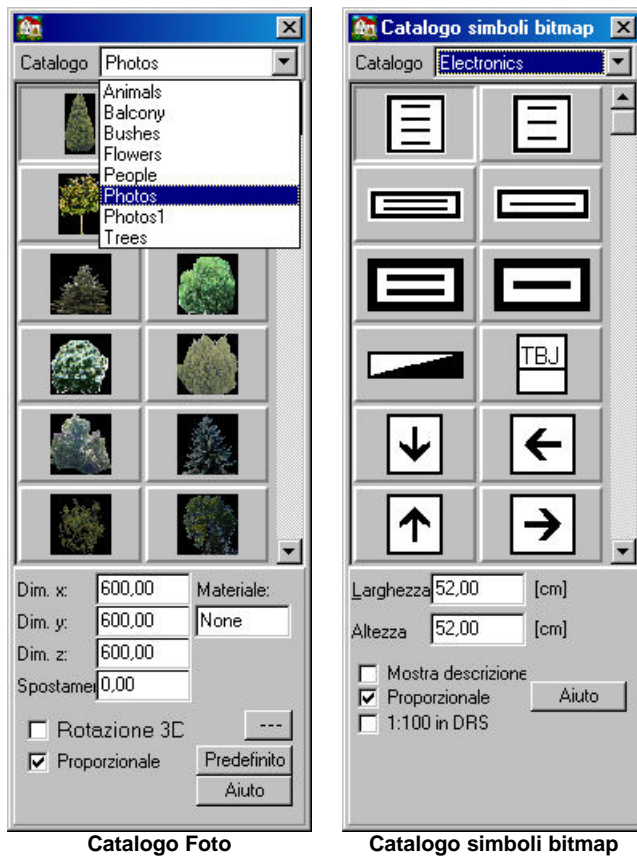 Catalogo Photos
Animals
Balcony
Bushes
Flowers
People
Photos
Photos1
Trees
Dim. x: 600,00 Materiale:
Dim. y: 600,00 None
Dim. z: 600,00
Spostamer 0,00
Rotazione 3D
---
Proporzionale
Predefinito
Aiuto
Catalogo Foto
Catalogo simboli bitmap
Catalogo Electronics
TBJ
Larghezza 52,00 [cm]
Altezza 52,00 [cm]
Mostra descrizione
Proporzionale
Aiuto
1:100 in DRS
Catalogo simboli bitmap